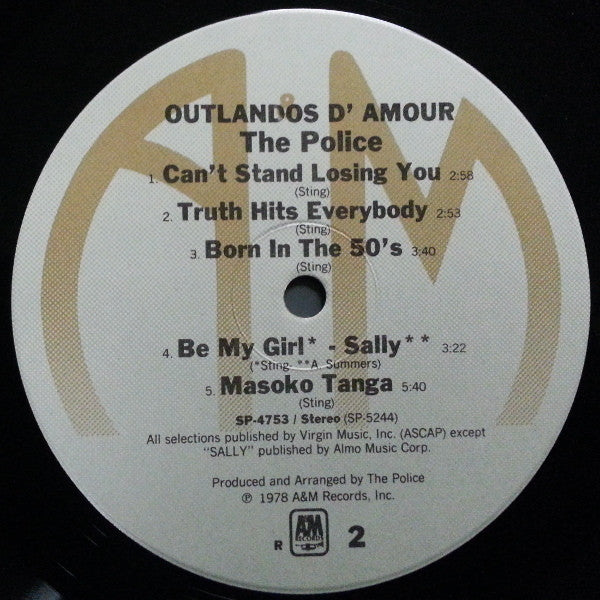 OUTLANDOS D' AMOUR
The Police
1. Can't Stand Losing You 2:58
(Sting)
2. Truth Hits Everybody 2:53
(Sting)
3. Born In The 50's 3:40
(Sting)
4. Be My Girl* - Sally** 3:22
(*Sting- **A. Summers)
5. Masoko Tanga 5:40
(Sting)
SP-4753 / Stereo (SP-5244)
All selections published by Virgin Music, Inc. (ASCAP) except
"SALLY" published by Almo Music Corp.
Produced and Arranged by The Police
℗ 1978 A&M Records, Inc.
R A&M RECORDS 2